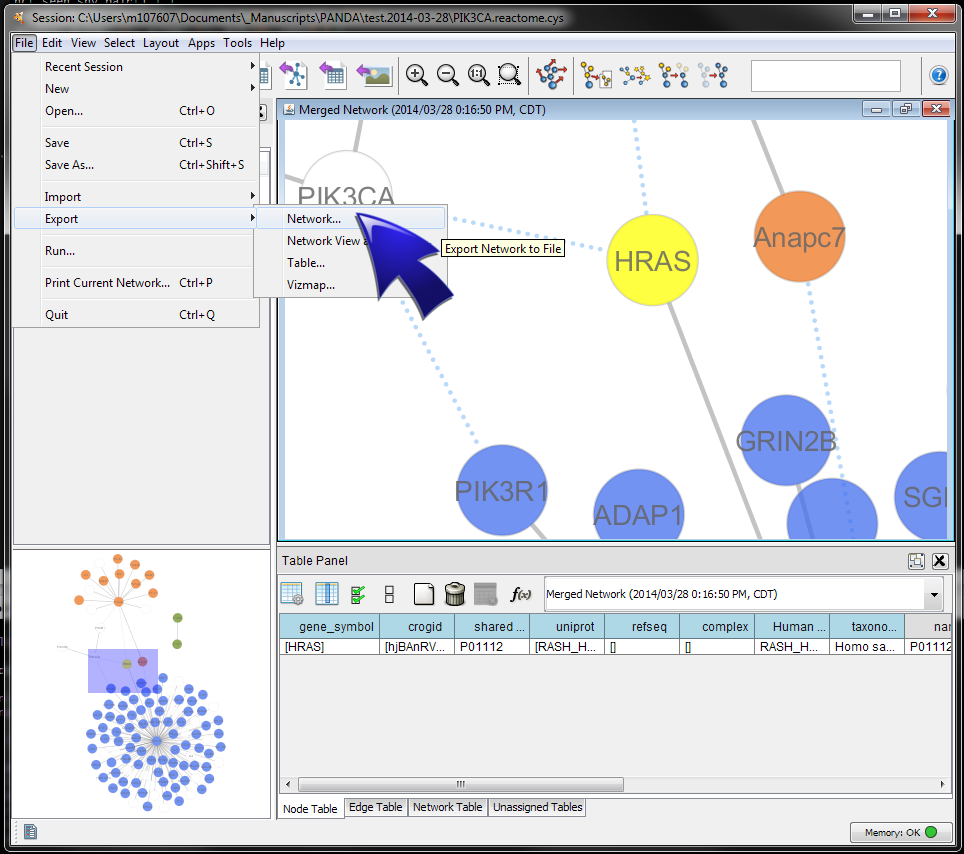 Session: C:\Users\m107607\Documents\_Manuscripts\PANDA\test.2014-03-28\PIK3CA.reactome.cys
File Edit View Select Layout Apps Tools Help
Recent Session
New
Open... Ctrl+O
Save Ctrl+S
Save As... Ctrl+Shift+S
Import
Export
Run...
Print Current Network... Ctrl+P
Quit Ctrl+Q
Network...
Network View
Table...
Vizmap...
Export Network to File
1:1
?
Merged Network (2014/03/28 0:16:50 PM, CDT)
PIK3CA
HRAS
Anapc7
GRIN2B
PIK3R1
ADAP1
SGI
Table Panel
f(x)
Merged Network (2014/03/28 0:16:50 PM, CDT)
gene_symbol crogid shared ... uniprot refseq complex Human ... taxono... nar
[HRAS] [hjBAnRV... P01112 [RASH_H... [] [] RASH_H... Homo sa... P01112
Node Table Edge Table Network Table Unassigned Tables
Memory: OK